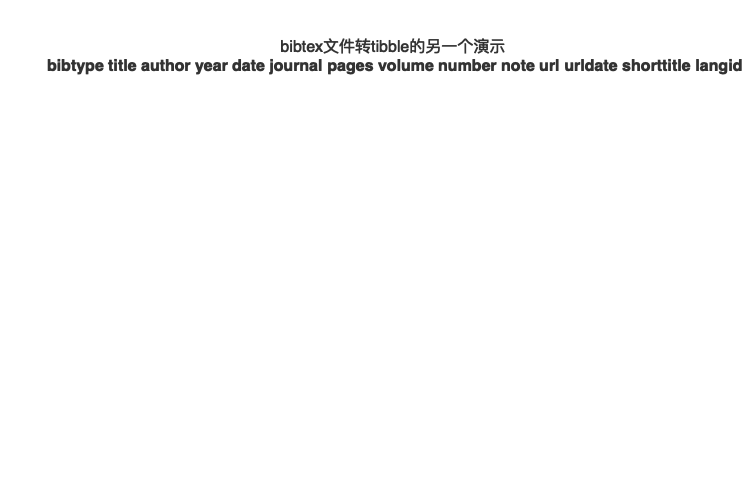 bibtex文件转tibble的另一个演示
bibtype title author year date journal pages volume number note url urldate shorttitle langid